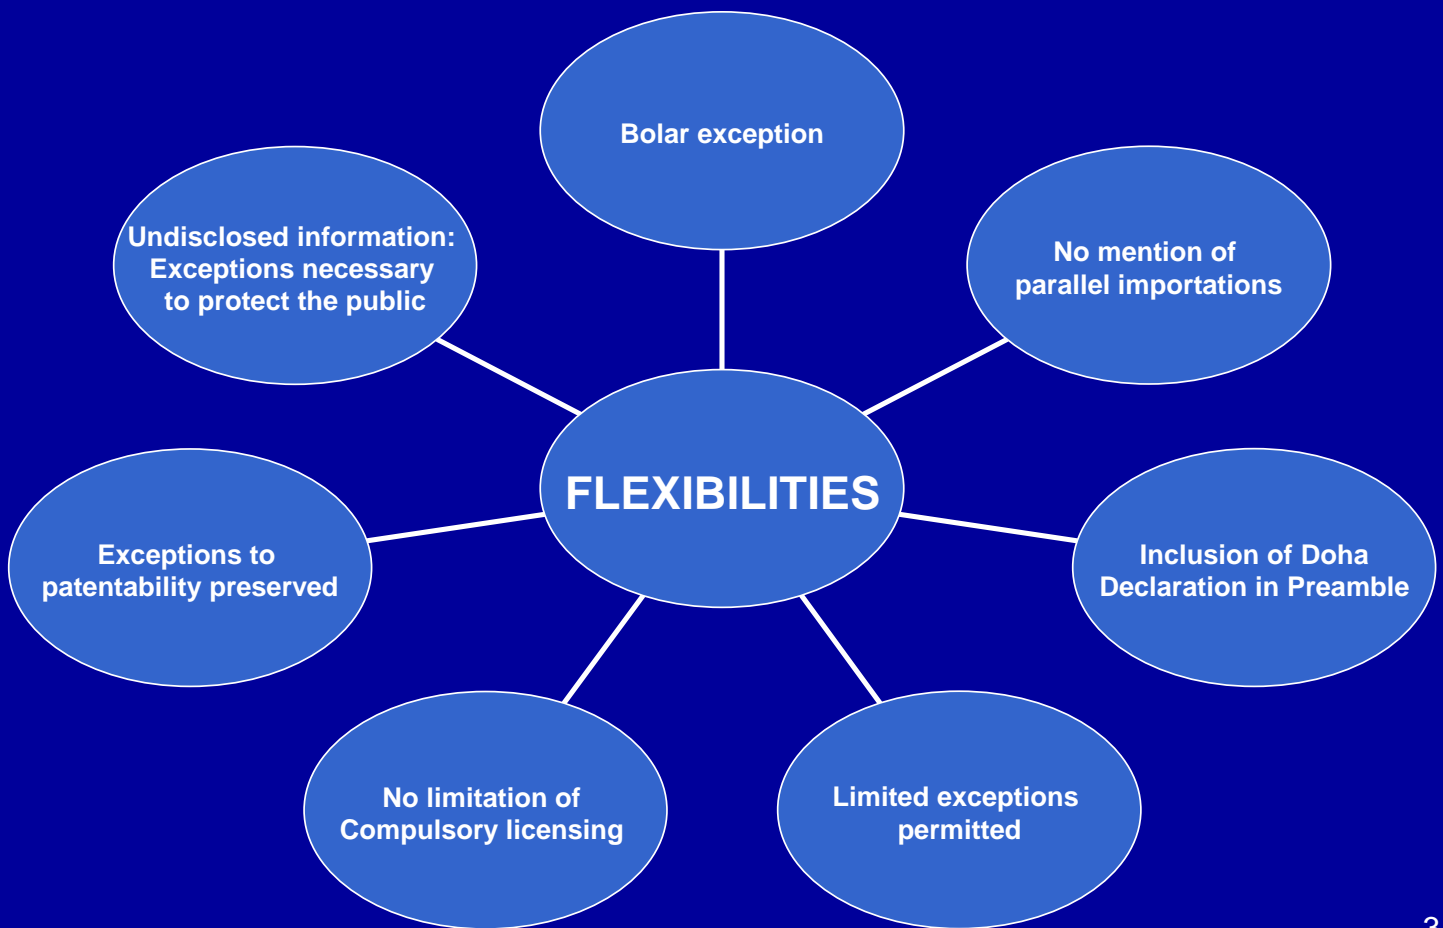 Bolar exception
Undisclosed information:
Exceptions necessary
to protect the public
No mention of
parallel importations
FLEXIBILITIES
Exceptions to
patentability preserved
Inclusion of Doha
Declaration in Preamble
No limitation of
Compulsory licensing
Limited exceptions
permitted
3